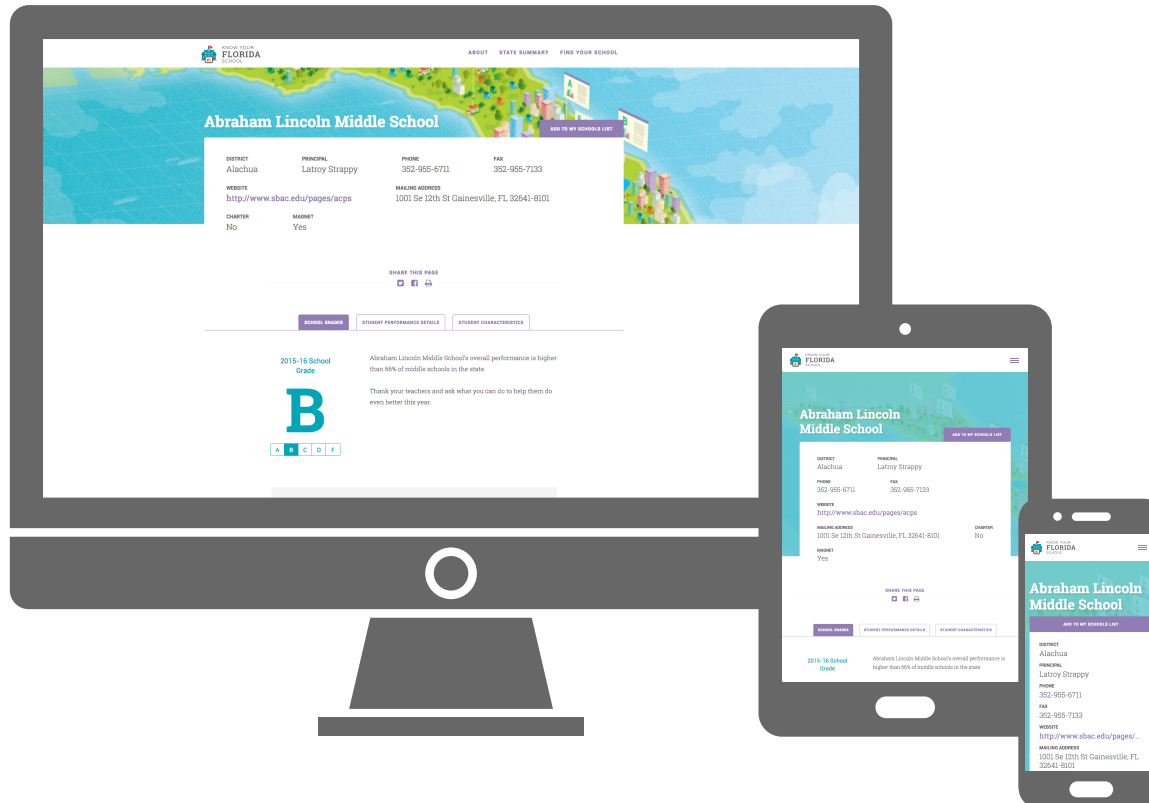 KNOW YOUR
FLORIDA
SCHOOL
ABOUT STATE SUMMARY FIND YOUR SCHOOL
A
Abraham Lincoln Middle School
ADD TO MY SCHOOLS LIST
DISTRICT PRINCIPAL PHONE FAX
Alachua Latroy Strappy 352-955-6711 352-955-7133
WEBSITE MAILING ADDRESS
http://www.sbac.edu/pages/acps 1001 Se 12th St Gainesville, FL 32641-8101
CHARTER MAGNET
No Yes
SHARE THIS PAGE
SCHOOL GRADES STUDENT PERFORMANCE DETAILS STUDENT CHARACTERISTICS
2015-16 School
Grade
B
A B C D F
Abraham Lincoln Middle School's overall performance is higher
than 66% of middle schools in the state.
Thank your teachers and ask what you can do to help them do
even better this year.
KNOW YOUR
FLORIDA
SCHOOL
Abraham Lincoln
Middle School
ADD TO MY SCHOOLS LIST
DISTRICT PRINCIPAL
Alachua Latroy Strappy
PHONE FAX
352-955-6711 352-955-7133
WEBSITE
http://www.sbac.edu/pages/acps
MAILING ADDRESS CHARTER
1001 Se 12th St Gainesville, FL 32641-8101 No
MAGNET
Yes
SHARE THIS PAGE
SCHOOL GRADES STUDENT PERFORMANCE DETAILS STUDENT CHARACTERISTICS
2015-16 School
Grade
Abraham Lincoln Middle School's overall performance is
higher than 66% of middle schools in the state.
KNOW YOUR
FLORIDA
SCHOOL
Abraham Lincoln
Middle School
ADD TO MY SCHOOLS LIST
DISTRICT
Alachua
PRINCIPAL
Latroy Strappy
PHONE
352-955-6711
FAX
352-955-7133
WEBSITE
http://www.sbac.edu/pages/...
MAILING ADDRESS
1001 Se 12th St Gainesville, FL
32641-8101